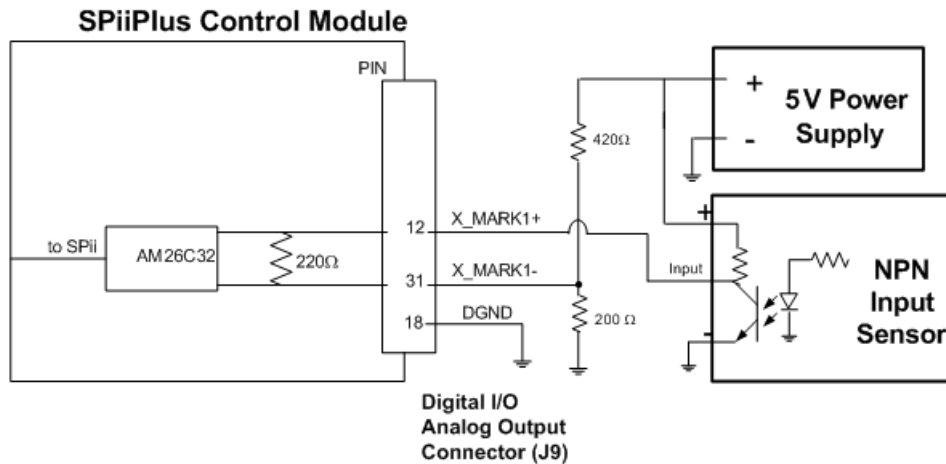 SPiiPlus Control Module
PIN
+
5V Power
Supply
-
420Ω
12
X_MARK1+
+
to SPii
AM26C32
220Ω
Input
NPN
Input
Sensor
31
X_MARK1-
18
DGND
200 Ω
-
Digital I/O
Analog Output
Connector (J9)